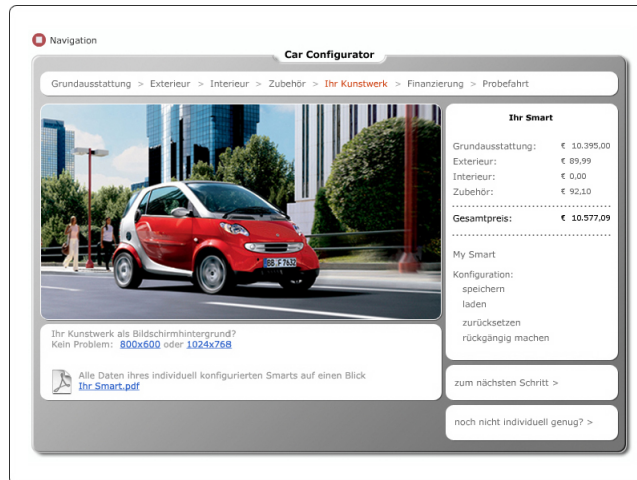 Navigation
Car Configurator
Grundausstattung > Exterieur > Interieur > Zubehör > Ihr Kunstwerk > Finanzierung > Probefahrt
BB:F 7632
Ihr Kunstwerk als Bildschirmhintergrund?
Kein Problem: 800x600 oder 1024x768
Alle Daten ihres individuell konfigurierten Smarts auf einen Blick
Ihr Smart.pdf
Ihr Smart
Grundausstattung: € 10.395,00
Exterieur: € 89,99
Interieur: € 0,00
Zubehör: € 92,10
Gesamtpreis: € 10.577,09
My Smart
Konfiguration:
speichern
laden
zurücksetzen
rückgängig machen
zum nächsten Schritt >
noch nicht individuell genug? >